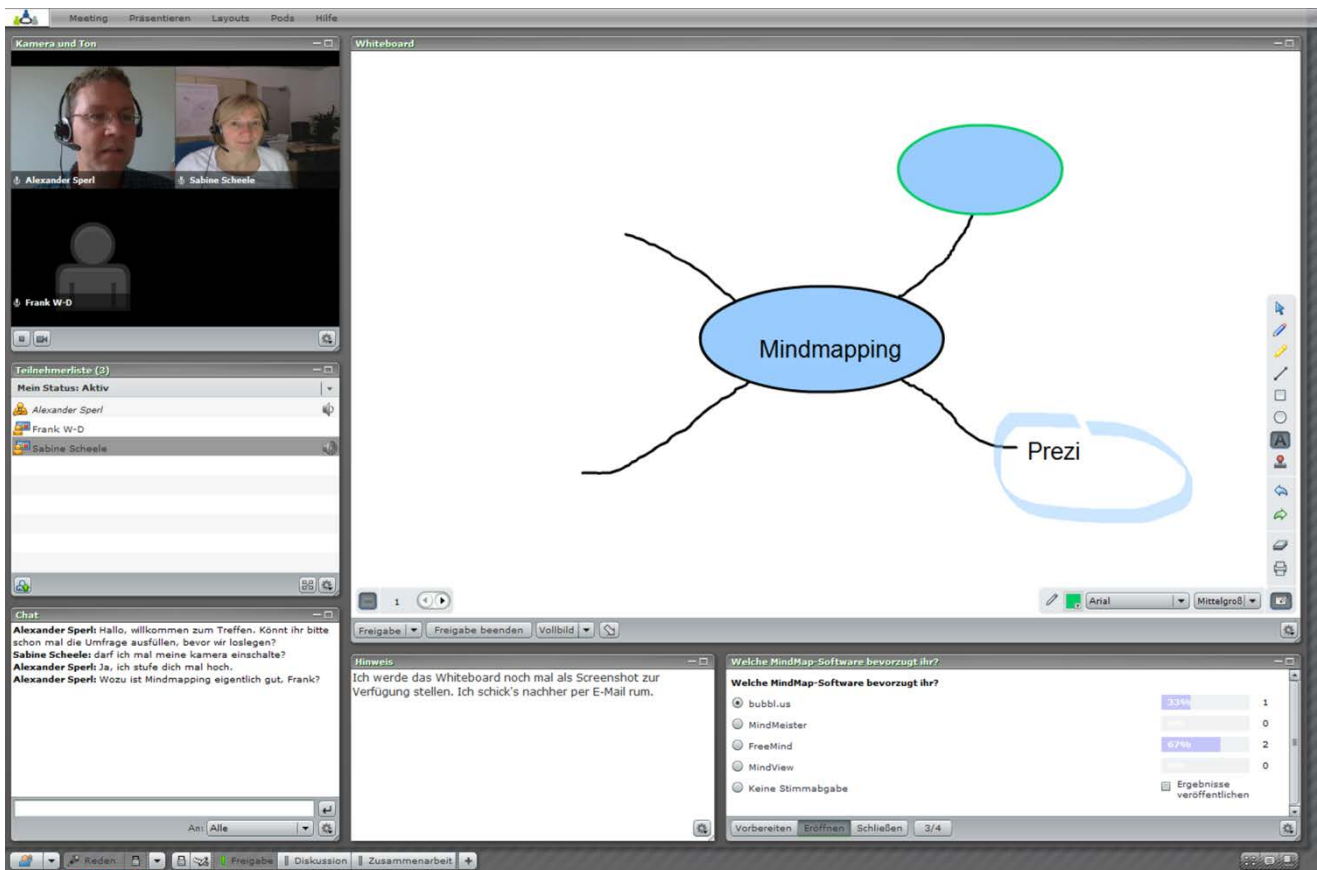 Meeting Präsentieren Layouts Pods Hilfe
Kamera und Ton
Alexander Sperl
Sabine Scheele
Frank W-D
Teilnehmerliste (3)
Mein Status: Aktiv
Alexander Sperl
Frank W-D
Sabine Scheele
Chat
Alexander Sperl: Hallo, willkommen zum Treffen. Könnt ihr bitte
schon mal die Umfrage ausfüllen, bevor wir loslegen?
Sabine Scheele: darf ich mal meine kamera einschalte?
Alexander Sperl: Ja, ich stufe dich mal hoch.
Alexander Sperl: Wozu ist Mindmapping eigentlich gut, Frank?
An: Alle
Whiteboard
Mindmapping
Prezi
A
1
Arial
Mittelgroß
Freigabe
Freigabe beenden
Vollbild
Hinweis
Ich werde das Whiteboard noch mal als Screenshot zur
Verfügung stellen. Ich schick's nachher per E-Mail rum.
Welche MindMap-Software bevorzugt ihr?
Welche MindMap-Software bevorzugt ihr?
bubbl.us 33% 1
MindMeister 0
FreeMind 67% 2
MindView 0
Keine Stimmabgabe
Ergebnisse
veröffentlichen
Vorbereiten Eröffnen Schließen 3/4
Reden Freigabe Diskussion Zusammenarbeit +